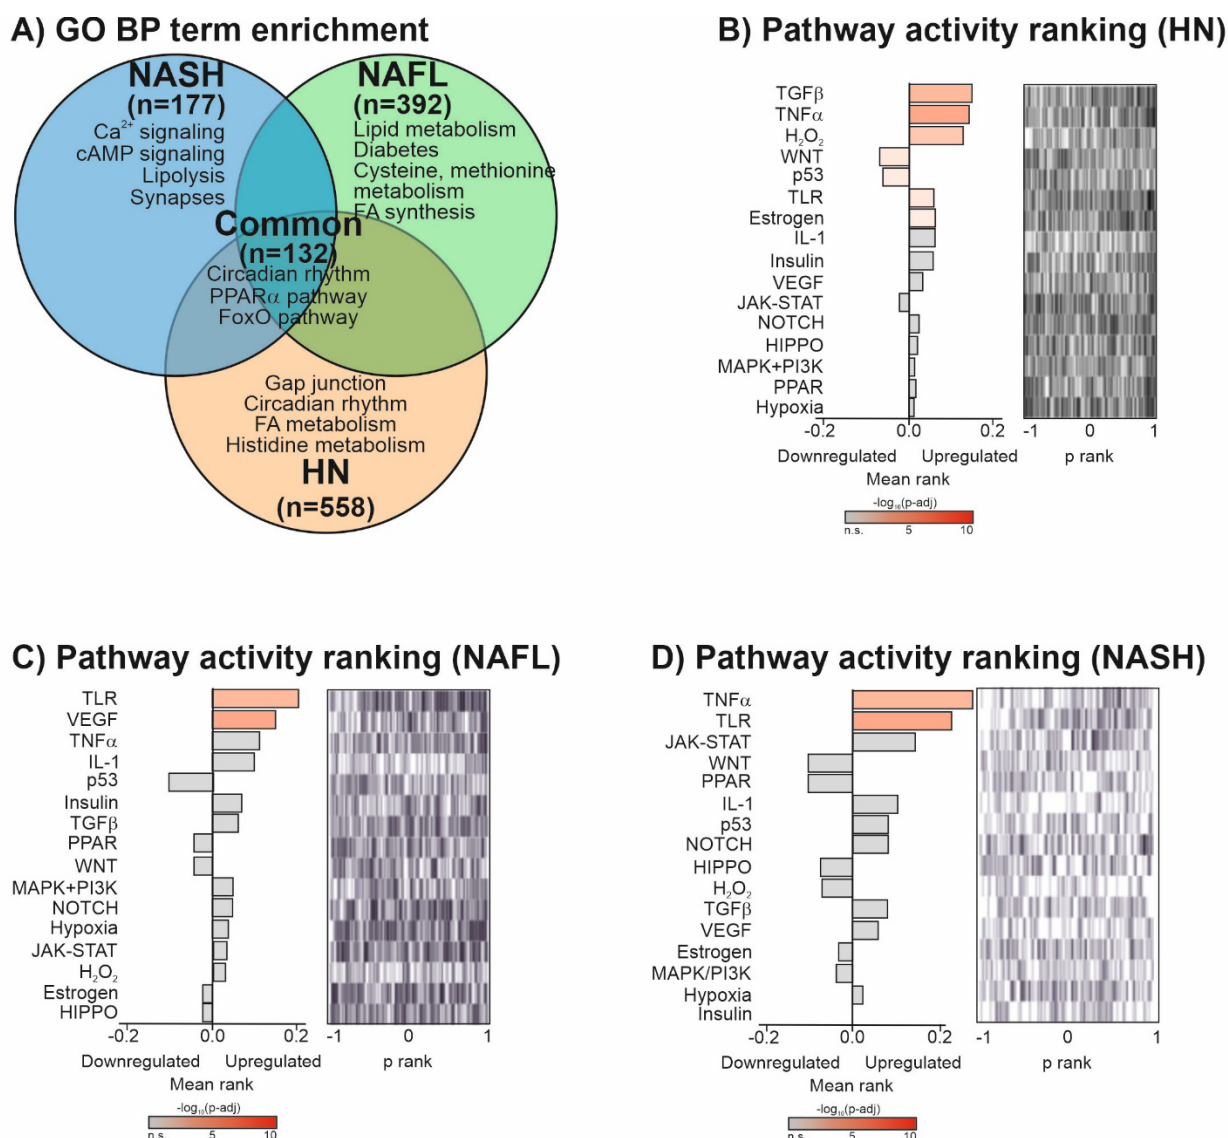 A) GO BP term enrichment
NASH
(n=177)
Ca²⁺ signaling
cAMP signaling
Lipolysis
Synapses
NAFL
(n=392)
Lipid metabolism
Diabetes
Cysteine, methionine
metabolism
FA synthesis
Common
(n=132)
Circadian rhythm
PPARα pathway
FoxO pathway
Gap junction
Circadian rhythm
FA metabolism
Histidine metabolism
HN
(n=558)
B) Pathway activity ranking (HN)
TGFβ
TNFα
H₂O₂
WNT
p53
TLR
Estrogen
IL-1
Insulin
VEGF
JAK-STAT
NOTCH
HIPPO
MAPK+PI3K
PPAR
Hypoxia
-0.2 0.0 0.2
-1 0 1
Downregulated Upregulated
p rank
Mean rank
-log₁₀(p-adj)
n.s. 5 10
C) Pathway activity ranking (NAFL)
TLR
VEGF
TNFα
IL-1
p53
Insulin
TGFβ
PPAR
WNT
MAPK+PI3K
NOTCH
Hypoxia
JAK-STAT
H₂O₂
Estrogen
HIPPO
-0.2 0.0 0.2
-1 0 1
Downregulated Upregulated
p rank
Mean rank
-log₁₀(p-adj)
n.s. 5 10
D) Pathway activity ranking (NASH)
TNFα
TLR
JAK-STAT
WNT
PPAR
IL-1
p53
NOTCH
HIPPO
H₂O₂
TGFβ
VEGF
Estrogen
MAPK/PI3K
Hypoxia
Insulin
-0.2 0.0 0.2
-1 0 1
Downregulated Upregulated
p rank
Mean rank
-log₁₀(p-adj)
n.s. 5 10